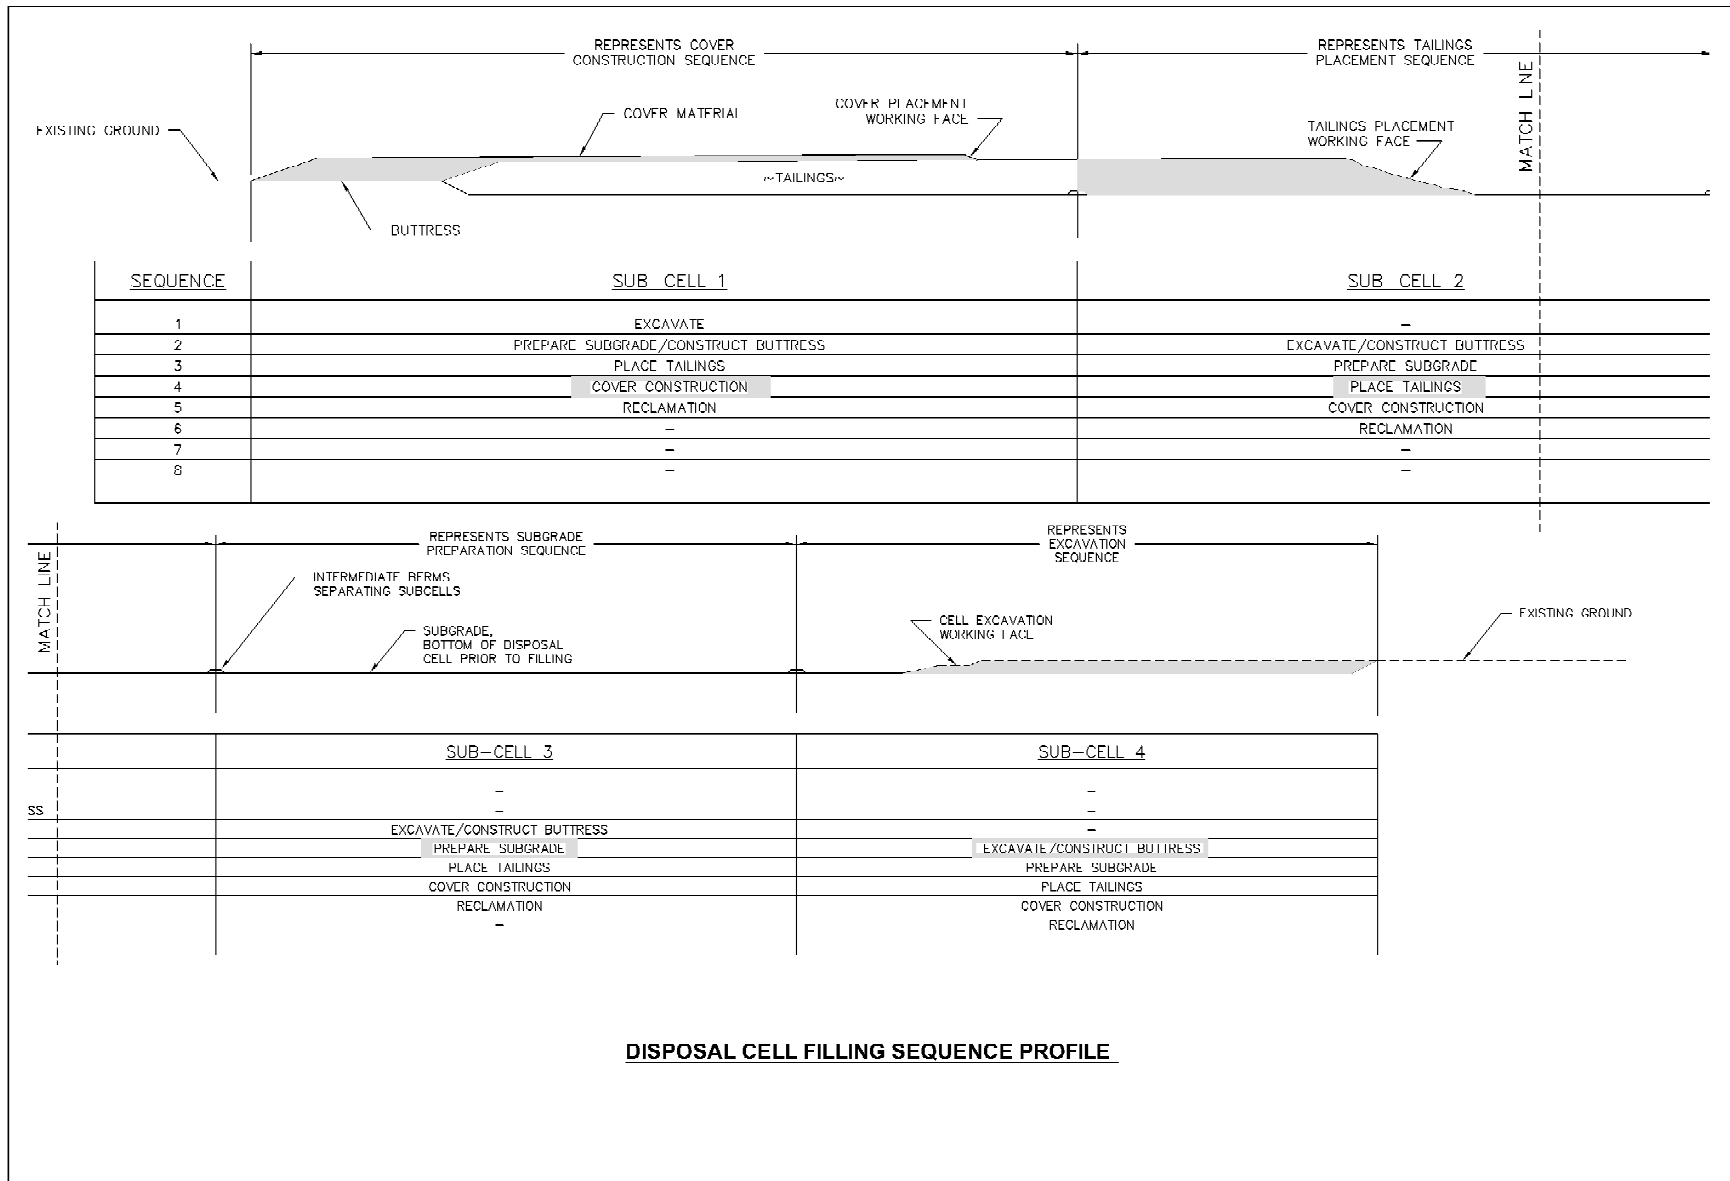 REPRESENTS COVER
CONSTRUCTION SEQUENCE
REPRESENTS TAILINGS
PLACEMENT SEQUENCE
MATCH LINE
EXISTING GROUND
COVER MATERIAL
COVER PLACEMENT
WORKING FACE
TAILINGS PLACEMENT
WORKING FACE
~TAILINGS~
BUTTRESS
SEQUENCE SUB CELL 1 SUB CELL 2
1 EXCAVATE –
2 PREPARE SUBGRADE/CONSTRUCT BUTTRESS EXCAVATE/CONSTRUCT BUTTRESS
3 PLACE TAILINGS PREPARE SUBGRADE
4 COVER CONSTRUCTION PLACE TAILINGS
5 RECLAMATION COVER CONSTRUCTION
6 – RECLAMATION
7 – –
8 – –
MATCH LINE
REPRESENTS SUBGRADE
PREPARATION SEQUENCE
REPRESENTS
EXCAVATION
SEQUENCE
INTERMEDIATE BERMS
SEPARATING SUBCELLS
SUBGRADE,
BOTTOM OF DISPOSAL
CELL PRIOR TO FILLING
CELL EXCAVATION
WORKING FACE
EXISTING GROUND
SUB-CELL 3 SUB-CELL 4
– –
SS – –
EXCAVATE/CONSTRUCT BUTTRESS –
PREPARE SUBGRADE EXCAVATE/CONSTRUCT BUTTRESS
PLACE TAILINGS PREPARE SUBGRADE
COVER CONSTRUCTION PLACE TAILINGS
RECLAMATION COVER CONSTRUCTION
– RECLAMATION
DISPOSAL CELL FILLING SEQUENCE PROFILE